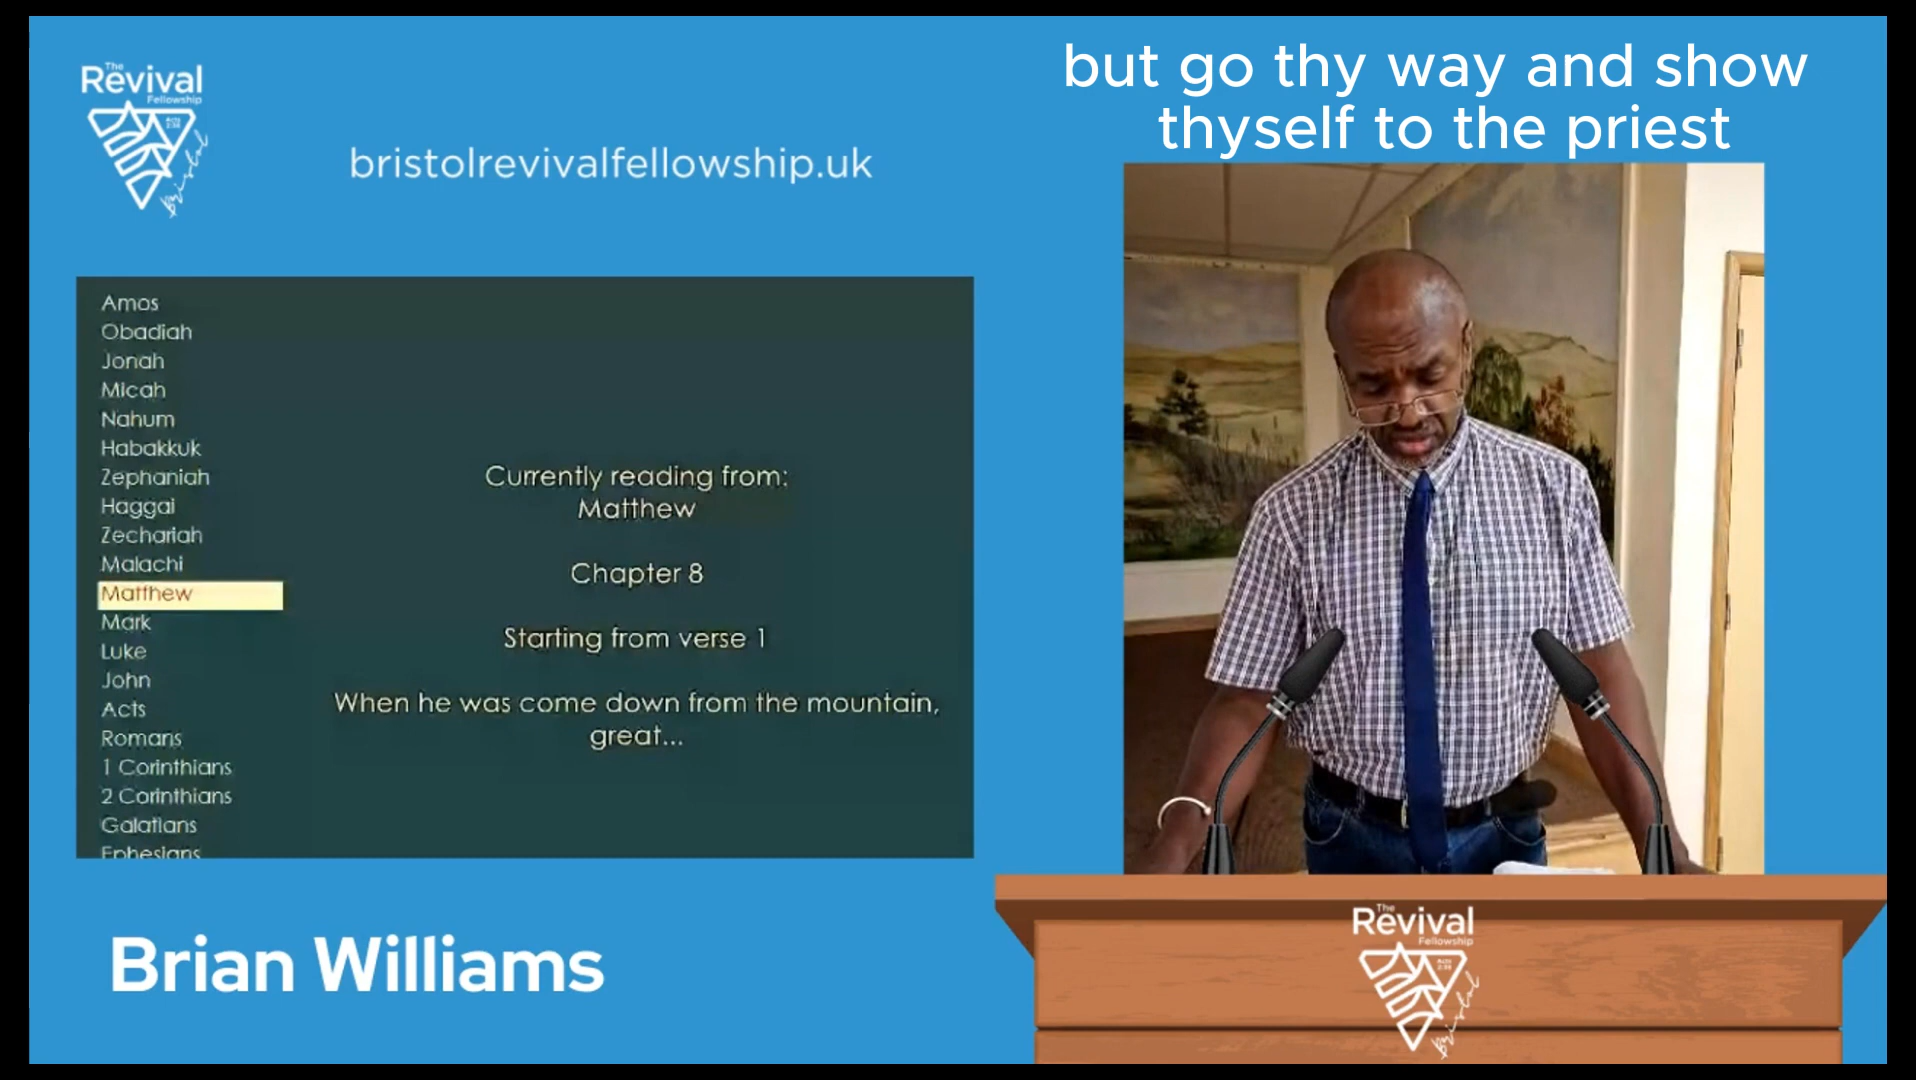 The
Revival
Fellowship
Bristol
bristolrevivalfellowship.uk
but go thy way and show
thyself to the priest
Amos
Obadiah
Jonah
Micah
Nahum
Habakkuk
Zephaniah
Haggai
Zechariah
Malachi
Matthew
Mark
Luke
John
Acts
Romans
1 Corinthians
2 Corinthians
Galatians
Ephesians
Currently reading from:
Matthew
Chapter 8
Starting from verse 1
When he was come down from the mountain,
great...
Brian Williams
The
Revival
Fellowship
Bristol